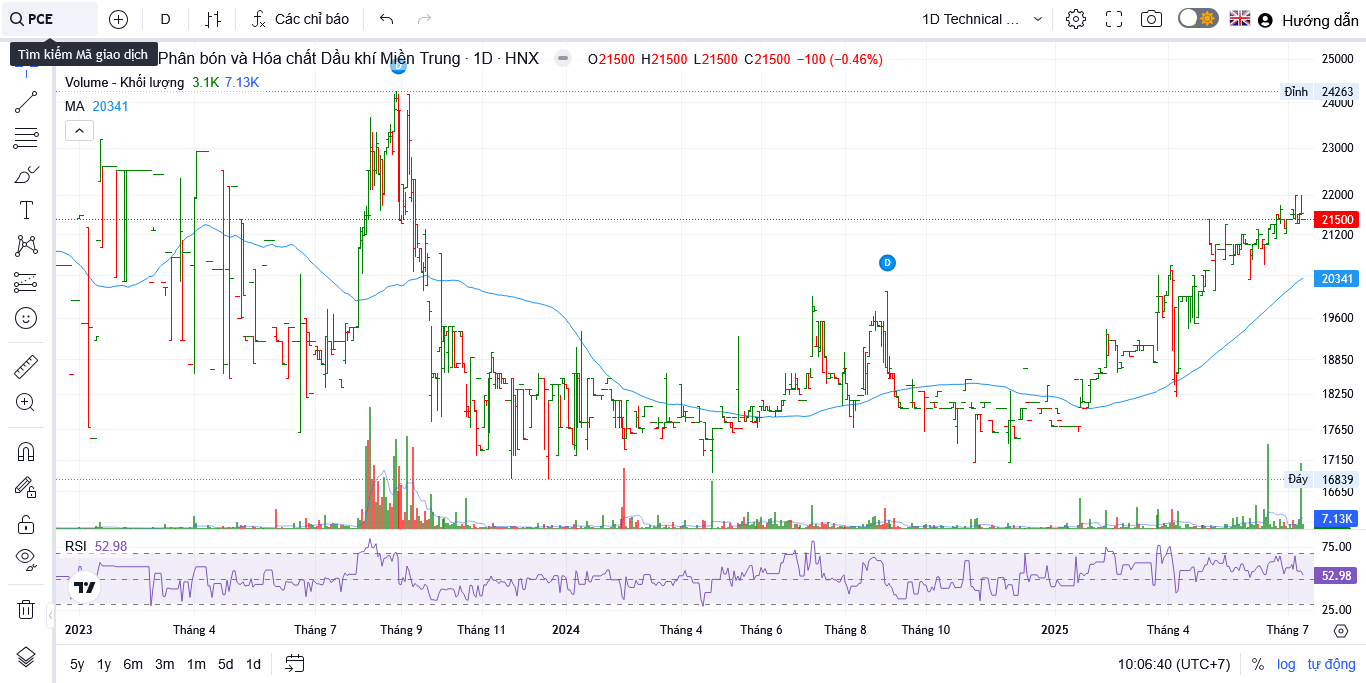 PCE
D
Các chỉ báo
1D Technical ...
Hướng dẫn
Tìm kiếm Mã giao dịch
Phân bón và Hóa chất Dầu khí Miền Trung · 1D · HNX
O21500 H21500 L21500 C21500 −100 (−0.46%)
Volume - Khối lượng 3.1K 7.13K
MA 20341
D
D
25000
Đỉnh 24263
24000
23000
22000
21500
21200
20341
19600
18850
18250
17650
17150
Đáy 16839
16650
7.13K
RSI 52.98
75.00
52.98
25.00
2023 Tháng 4 Tháng 7 Tháng 9 Tháng 11 2024 Tháng 4 Tháng 6 Tháng 8 Tháng 10 2025 Tháng 4 Tháng 7
5y 1y 6m 3m 1m 5d 1d
10:06:40 (UTC+7) % log tự động